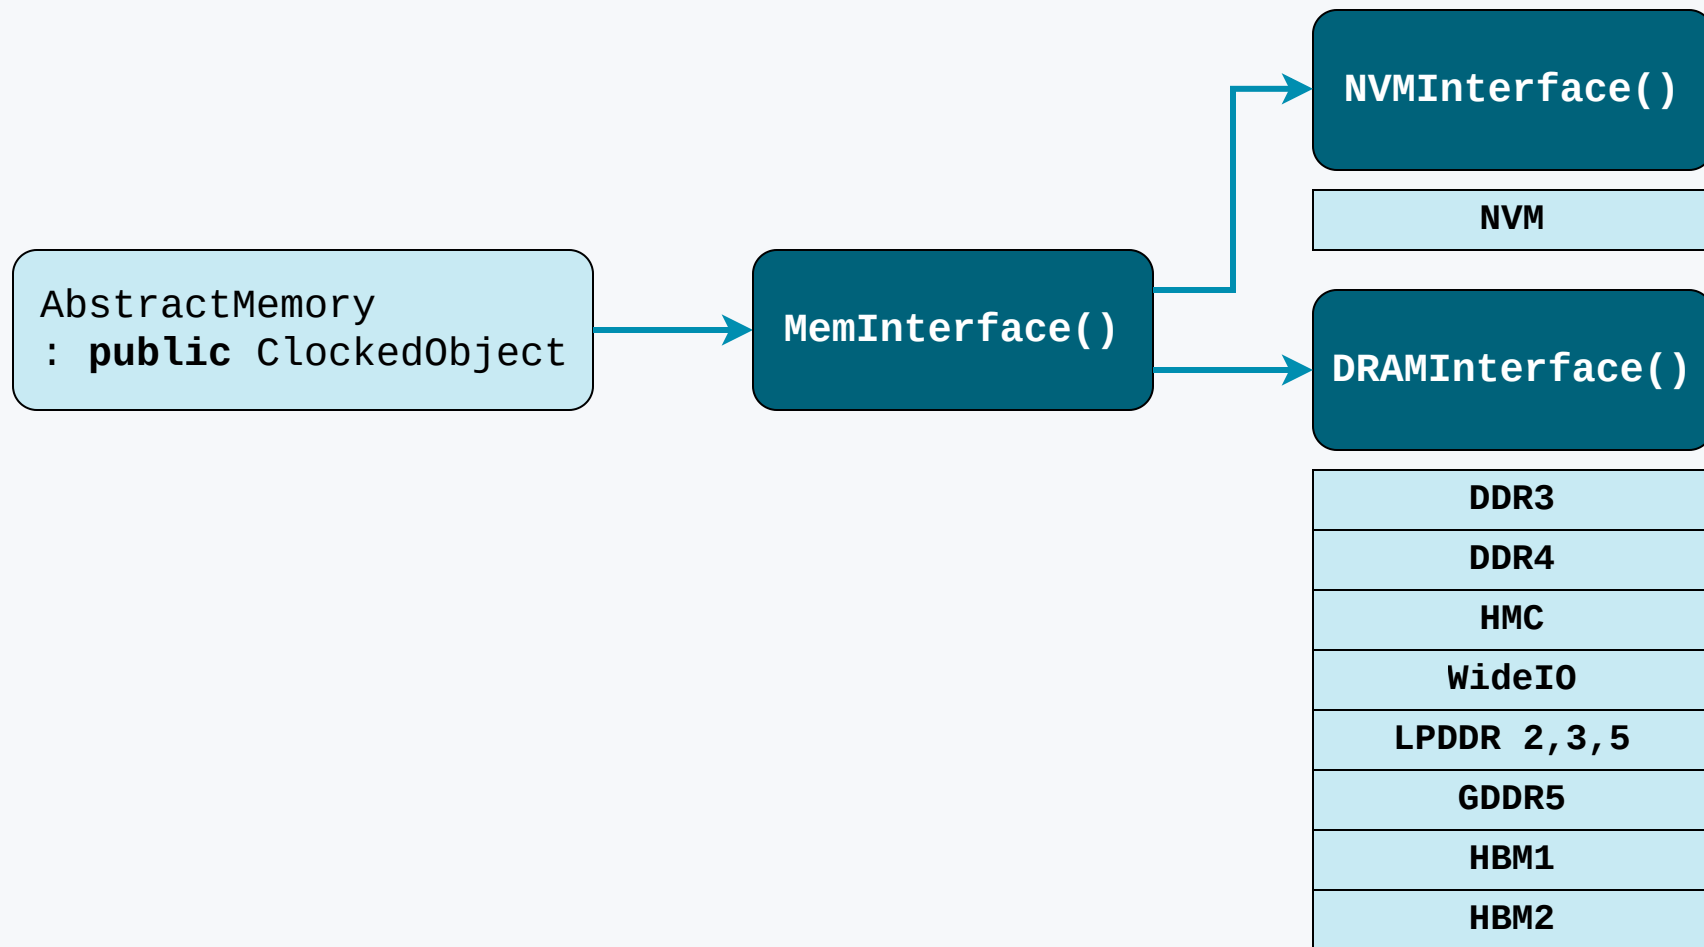 NVMInterface()
NVM
AbstractMemory
: public ClockedObject
MemInterface()
DRAMInterface()
DDR3
DDR4
HMC
WideIO
LPDDR 2,3,5
GDDR5
HBM1
HBM2